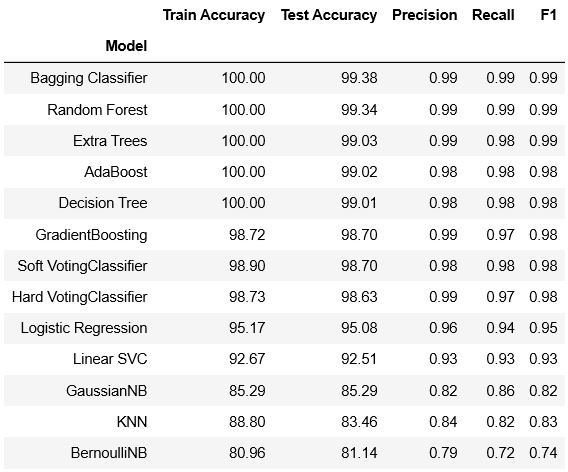 Train Accuracy Test Accuracy Precision Recall F1
Model
Bagging Classifier 100.00 99.38 0.99 0.99 0.99
Random Forest 100.00 99.34 0.99 0.99 0.99
Extra Trees 100.00 99.03 0.99 0.98 0.99
AdaBoost 100.00 99.02 0.98 0.98 0.98
Decision Tree 100.00 99.01 0.98 0.98 0.98
GradientBoosting 98.72 98.70 0.99 0.97 0.98
Soft VotingClassifier 98.90 98.70 0.98 0.98 0.98
Hard VotingClassifier 98.73 98.63 0.99 0.97 0.98
Logistic Regression 95.17 95.08 0.96 0.94 0.95
Linear SVC 92.67 92.51 0.93 0.93 0.93
GaussianNB 85.29 85.29 0.82 0.86 0.82
KNN 88.80 83.46 0.84 0.82 0.83
BernoulliNB 80.96 81.14 0.79 0.72 0.74